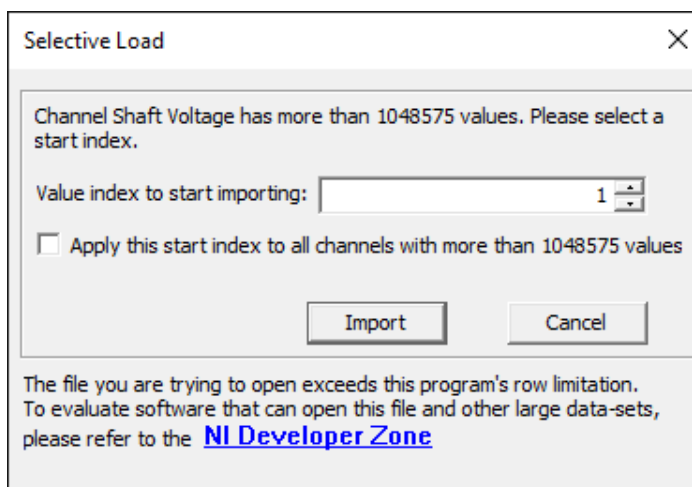 Selective Load
Channel Shaft Voltage has more than 1048575 values. Please select a
start index.
Value index to start importing: 1
Apply this start index to all channels with more than 1048575 values
Import Cancel
The file you are trying to open exceeds this program's row limitation.
To evaluate software that can open this file and other large data-sets,
please refer to the NI Developer Zone